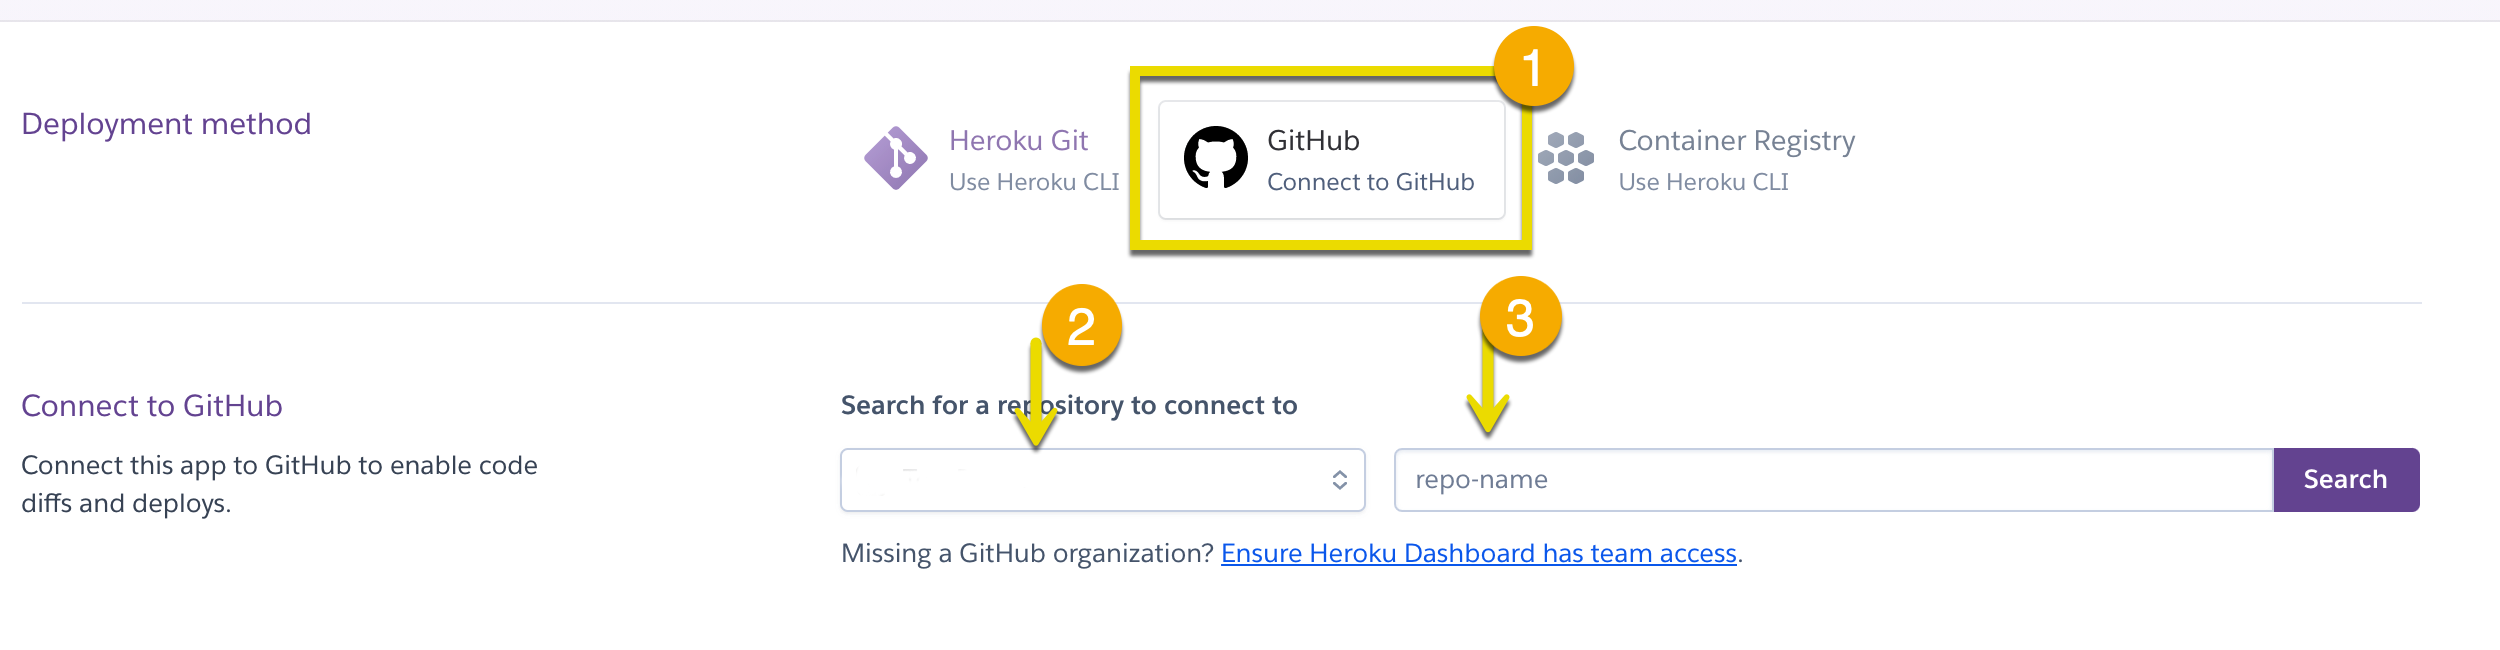 1
Deployment method
Heroku Git
Use Heroku CLI
GitHub
Connect to GitHub
Container Registry
Use Heroku CLI
2
3
Connect to GitHub
Connect this app to GitHub to enable code
diffs and deploys.
Search for a repository to connect to
repo-name
Search
Missing a GitHub organization? Ensure Heroku Dashboard has team access.